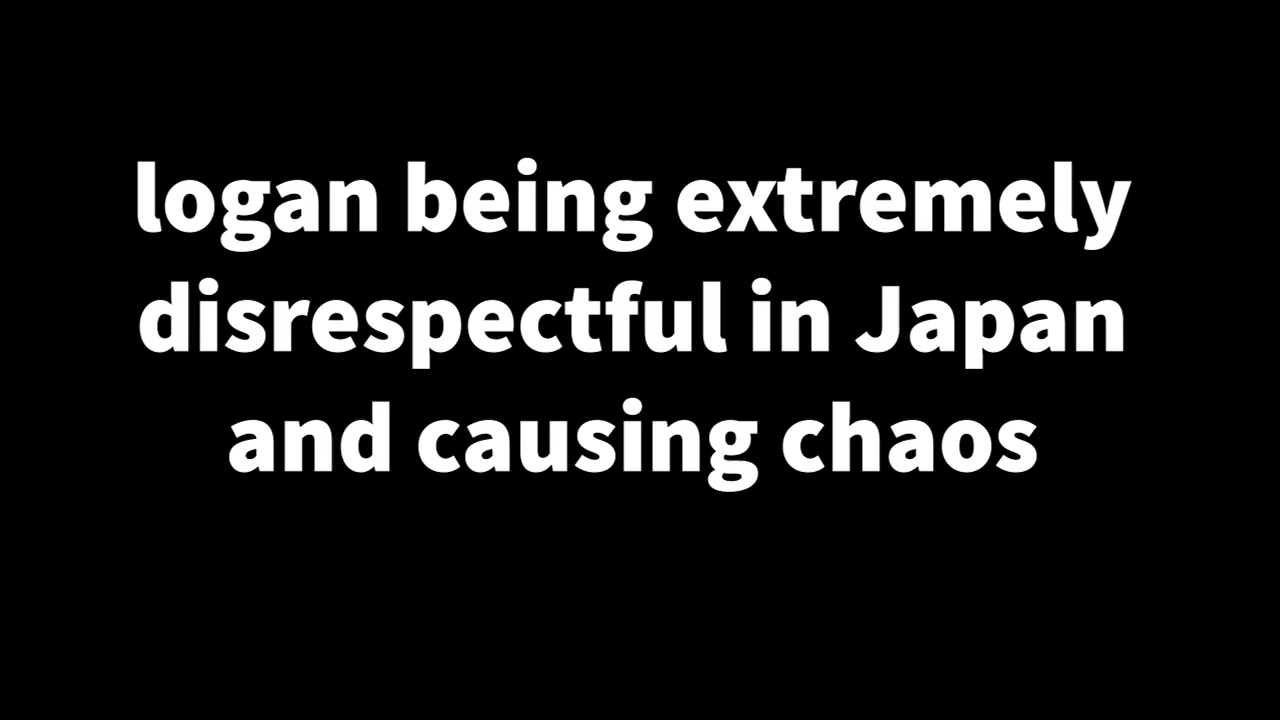 logan being extremely
disrespectful in Japan
and causing chaos